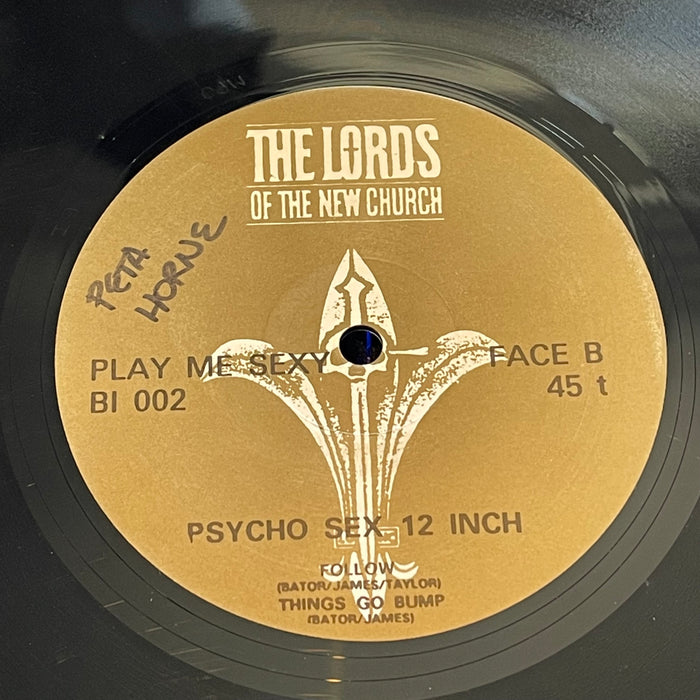 THE LORDS
OF THE NEW CHURCH
PETA
HORNE
PLAY ME SEXY
FACE B
BI 002
45 t
PSYCHO SEX 12 INCH
FOLLOW
(BATOR/JAMES/TAYLOR)
THINGS GO BUMP
(BATOR/JAMES)